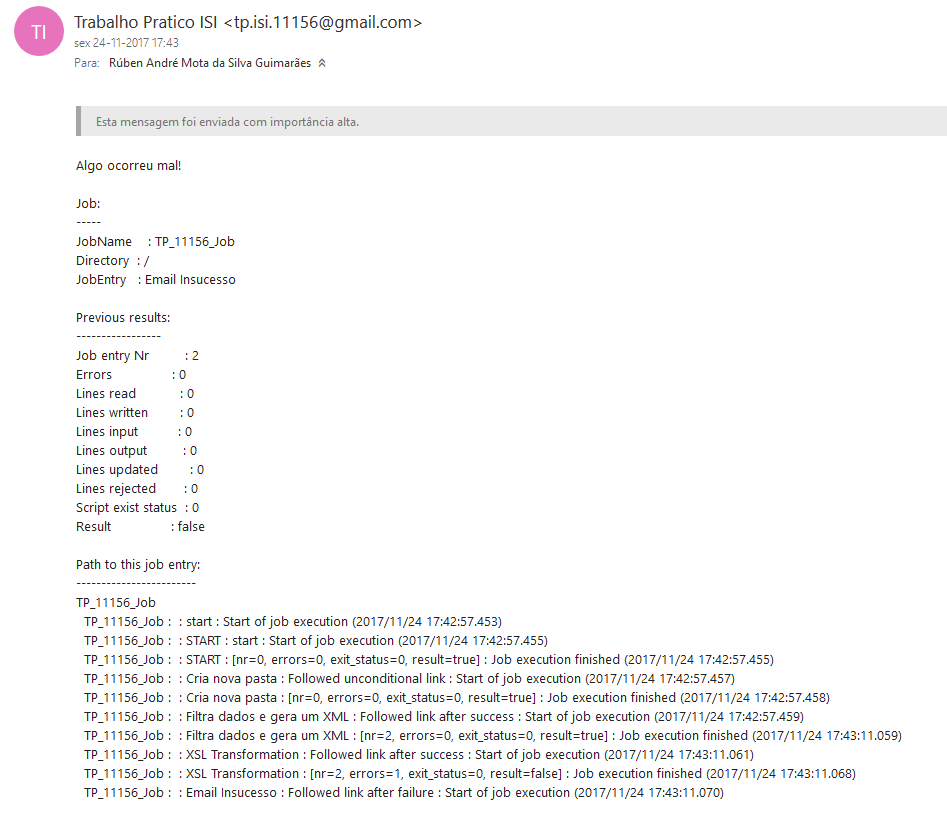 TI
Trabalho Pratico ISI <tp.isi.11156@gmail.com>
sex 24-11-2017 17:43
Para: Rúben André Mota da Silva Guimarães
Esta mensagem foi enviada com importância alta.
Algo ocorreu mal!
Job:
-----
JobName : TP_11156_Job
Directory : /
JobEntry : Email Insucesso
Previous results:
-----------------
Job entry Nr : 2
Errors : 0
Lines read : 0
Lines written : 0
Lines input : 0
Lines output : 0
Lines updated : 0
Lines rejected : 0
Script exist status : 0
Result : false
Path to this job entry:
------------------------
TP_11156_Job
TP_11156_Job : : start : Start of job execution (2017/11/24 17:42:57.453)
TP_11156_Job : : START : start : Start of job execution (2017/11/24 17:42:57.455)
TP_11156_Job : : START : [nr=0, errors=0, exit_status=0, result=true] : Job execution finished (2017/11/24 17:42:57.455)
TP_11156_Job : : Cria nova pasta : Followed unconditional link : Start of job execution (2017/11/24 17:42:57.457)
TP_11156_Job : : Cria nova pasta : [nr=0, errors=0, exit_status=0, result=true] : Job execution finished (2017/11/24 17:42:57.458)
TP_11156_Job : : Filtra dados e gera um XML : Followed link after success : Start of job execution (2017/11/24 17:42:57.459)
TP_11156_Job : : Filtra dados e gera um XML : [nr=2, errors=0, exit_status=0, result=true] : Job execution finished (2017/11/24 17:43:11.059)
TP_11156_Job : : XSL Transformation : Followed link after success : Start of job execution (2017/11/24 17:43:11.061)
TP_11156_Job : : XSL Transformation : [nr=2, errors=1, exit_status=0, result=false] : Job execution finished (2017/11/24 17:43:11.068)
TP_11156_Job : : Email Insucesso : Followed link after failure : Start of job execution (2017/11/24 17:43:11.070)